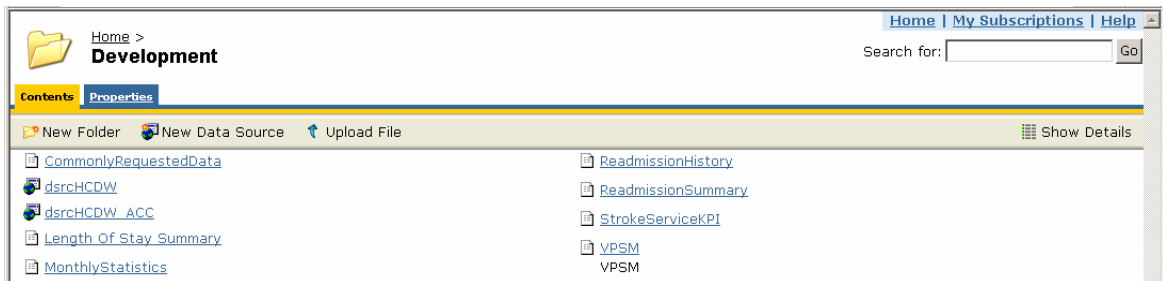 Home | My Subscriptions | Help
Home >
Development
Search for: Go
Contents Properties
New Folder New Data Source Upload File Show Details
CommonlyRequestedData
dsrcHCDW
dsrcHCDW_ACC
Length Of Stay Summary
MonthlyStatistics
ReadmissionHistory
ReadmissionSummary
StrokeServiceKPI
VPSM
VPSM